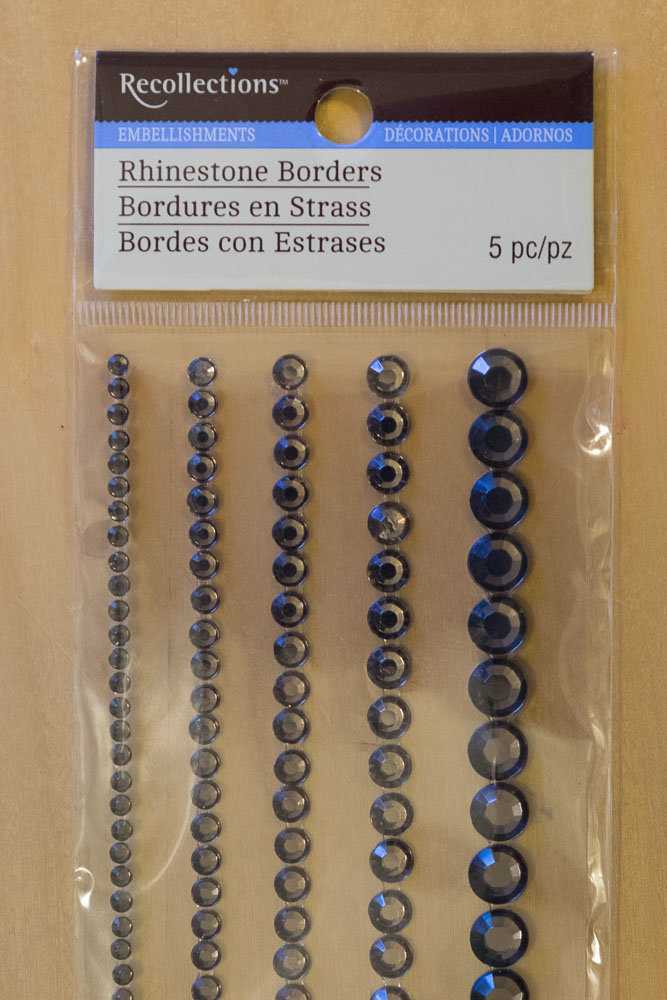 Recollections™
EMBELLISHMENTS DÉCORATIONS | ADORNOS
Rhinestone Borders
Bordures en Strass
Bordes con Estrases
5 pc/pz